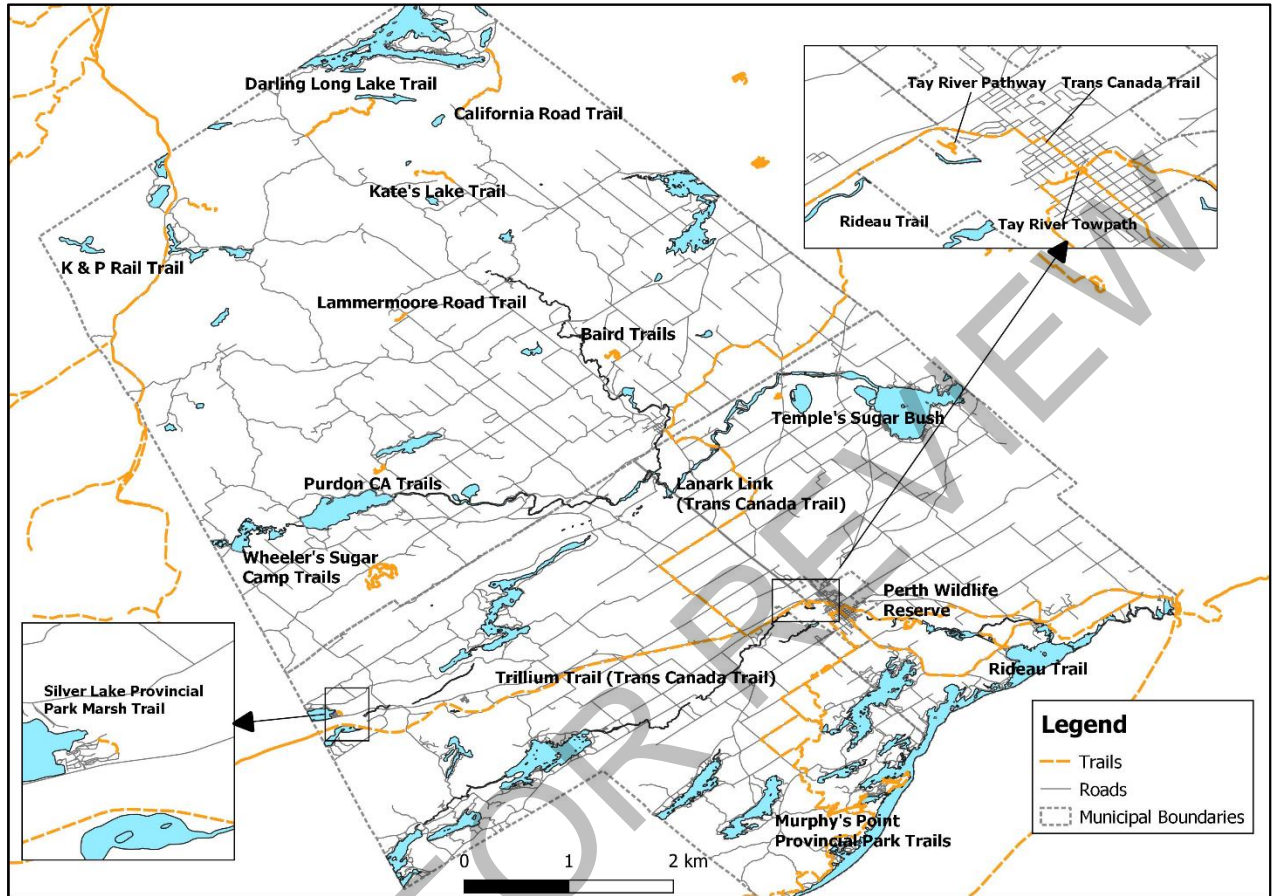 Darling Long Lake Trail
California Road Trail
Kate's Lake Trail
K & P Rail Trail
Lammermoore Road Trail
Baird Trails
Tay River Pathway
Trans Canada Trail
Rideau Trail
Tay River Towpath
Temple's Sugar Bush
Purdon CA Trails
Lanark Link
(Trans Canada Trail)
Wheeler's Sugar
Camp Trails
Perth Wildlife
Reserve
Rideau Trail
Trillium Trail (Trans Canada Trail)
Silver Lake Provincial
Park Marsh Trail
Murphy's Point
Provincial Park Trails
Legend
Trails
Roads
Municipal Boundaries
0 1 2 km
FOR REVIEW